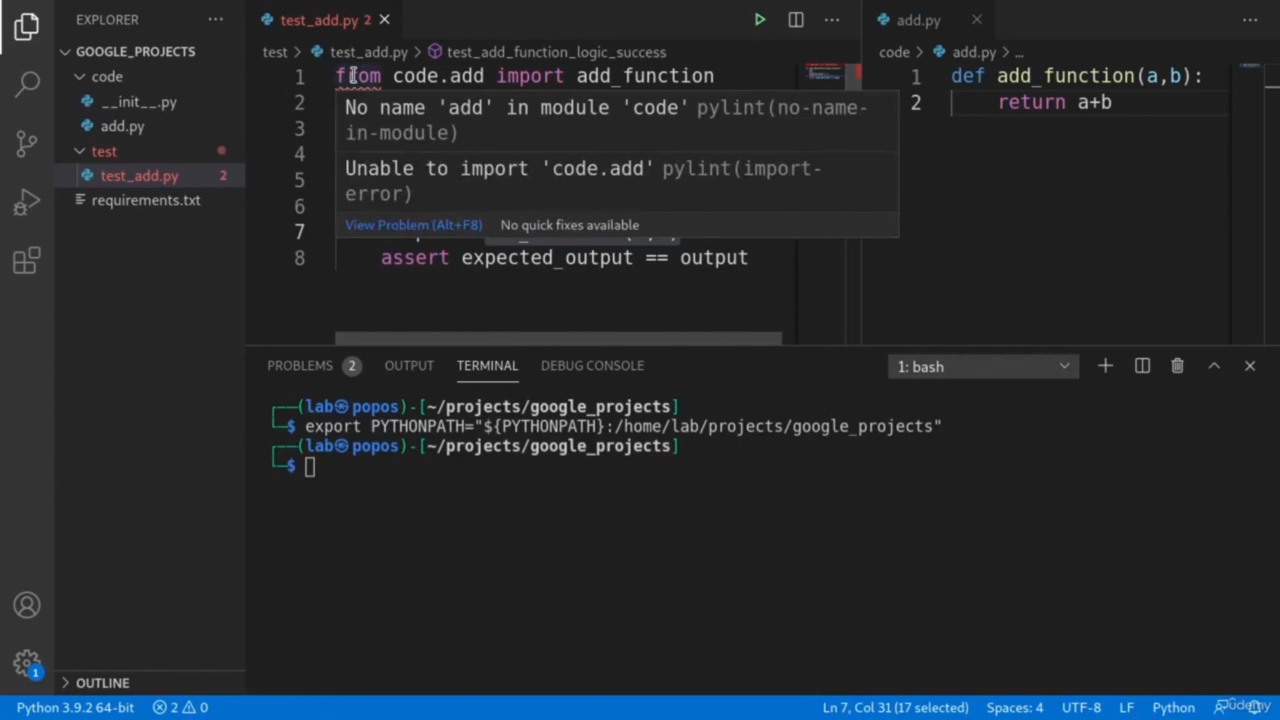 EXPLORER
GOOGLE_PROJECTS
code
__init__.py
add.py
test
test_add.py 2
requirements.txt
OUTLINE
test_add.py 2
test > test_add.py > test_add_function_logic_success
1 from code.add import add_function
2
3
4
5
6
7
8 assert expected_output == output
No name 'add' in module 'code' pylint(no-name-
in-module)
Unable to import 'code.add' pylint(import-
error)
View Problem (Alt+F8) No quick fixes available
add.py
code > add.py > ...
1 def add_function(a,b):
2 return a+b
PROBLEMS 2 OUTPUT TERMINAL DEBUG CONSOLE
1: bash
┌──(lab㉿popos)-[~/projects/google_projects]
└─$ export PYTHONPATH="${PYTHONPATH}:/home/lab/projects/google_projects"
┌──(lab㉿popos)-[~/projects/google_projects]
└─$
1
Python 3.9.2 64-bit 2 0
Ln 7, Col 31 (17 selected) Spaces: 4 UTF-8 LF Python
Udemy